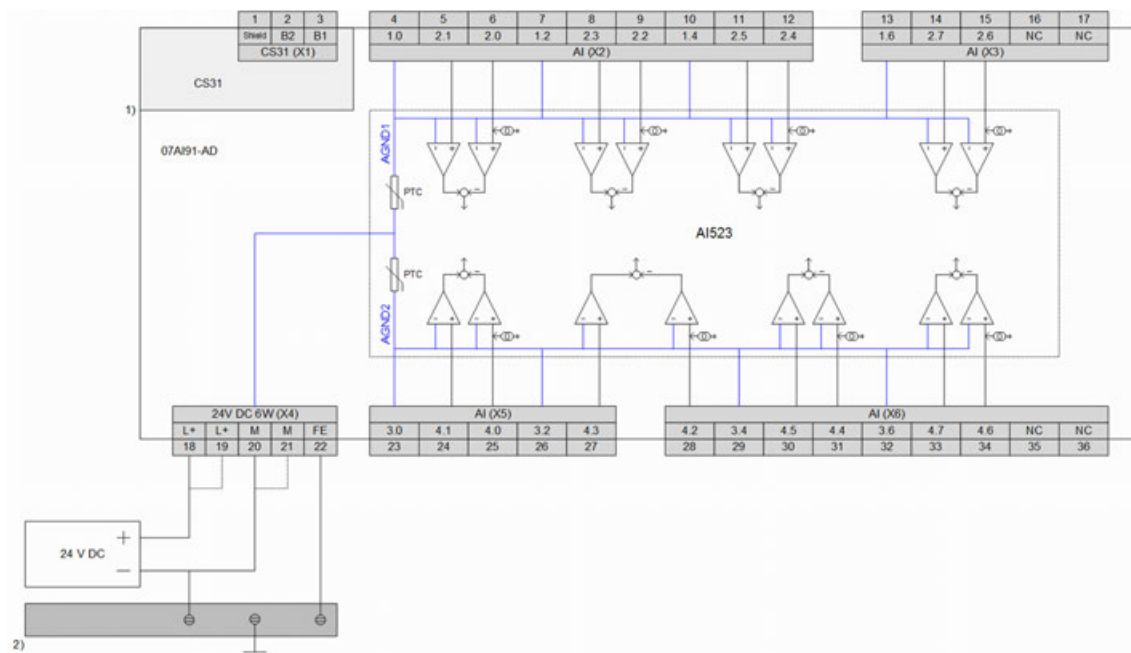 1 2 3 4 5 6 7 8 9 10 11 12 13 14 15 16 17
Shield B2 B1 1.0 2.1 2.0 1.2 2.3 2.2 1.4 2.5 2.4 1.6 2.7 2.6 NC NC
CS31 (X1) AI (X2) AI (X3)
CS31
1)
07AI91-AD
AGND1
PTC
AI523
PTC
AGND2
24V DC 6W (X4) AI (X5) AI (X6)
L+ L+ M M FE 3.0 4.1 4.0 3.2 4.3 4.2 3.4 4.5 4.4 3.6 4.7 4.6 NC NC
18 19 20 21 22 23 24 25 26 27 28 29 30 31 32 33 34 35 36
+
24 V DC
−
2)